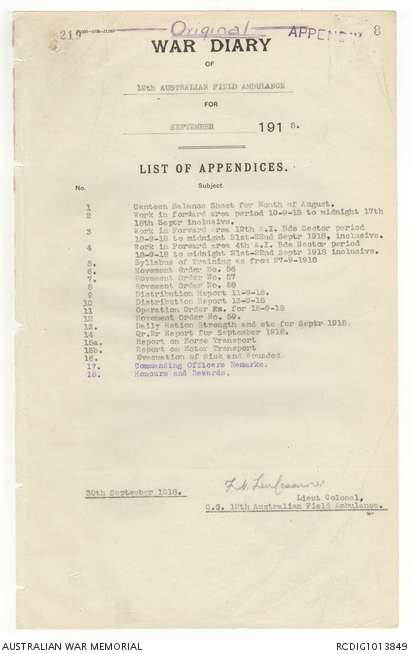 219
Original
APPENDIX 8
WAR DIARY
OF
12th AUSTRALIAN FIELD AMBULANCE
FOR
SEPTEMBER 1918.
LIST OF APPENDICES.
No. Subject
1 Canteen Balance Sheet for Month of August.
2 Work in forward area period 10-9-18 to midnight 17th
18th Septr inclusive.
3 Work in Forward area 12th A.I. Bde Sector period
18-9-18 to midnight 21st-22nd Septr 1918, inclusive.
4 Work in Forward area 4th A.I. Bde Sector period
18-9-18 to midnight 21st-22nd Septr 1918 inclusive.
5. Syllabus of Training as from 27-9-1918
6. Movement Order No. 56
7. Movement Order No. 57
8 Movement Order No. 58
9 Distribution Report 11-9-18.
10 Distribution Report 13-9-18
11 Operation Order for 18-9-18
12 Movement Order No. 59.
13. Daily Ration Strength and etc for Septr 1918.
14 Qr.Mr Report for September 1918.
15a. Report on Horse Transport
15b. Report on Motor Transport
16. Evacuation of Sick and Wounded.
17. Commanding Officers Remarks.
18. Honours and Rewards.
30th September 1918.
Lieut Colonel,
O.C. 12th Australian Field Ambulance.
AUSTRALIAN WAR MEMORIAL
RCDIG1013849